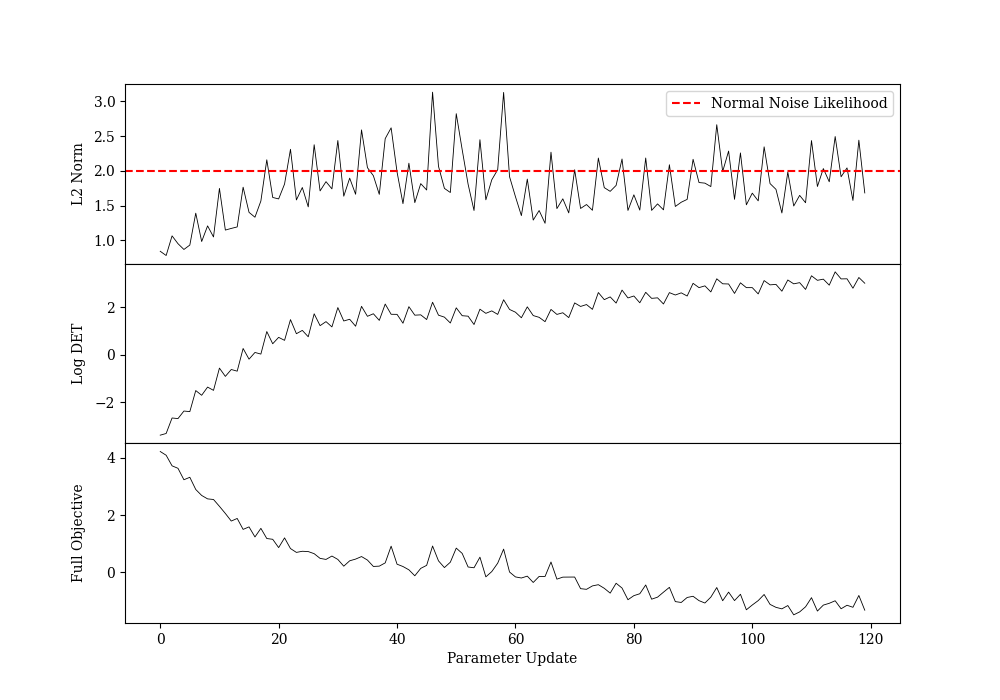 3.0
2.5
2.0
1.5
1.0
L2 Norm
Normal Noise Likelihood
2
0
−2
Log DET
4
2
0
Full Objective
0 20 40 60 80 100 120
Parameter Update